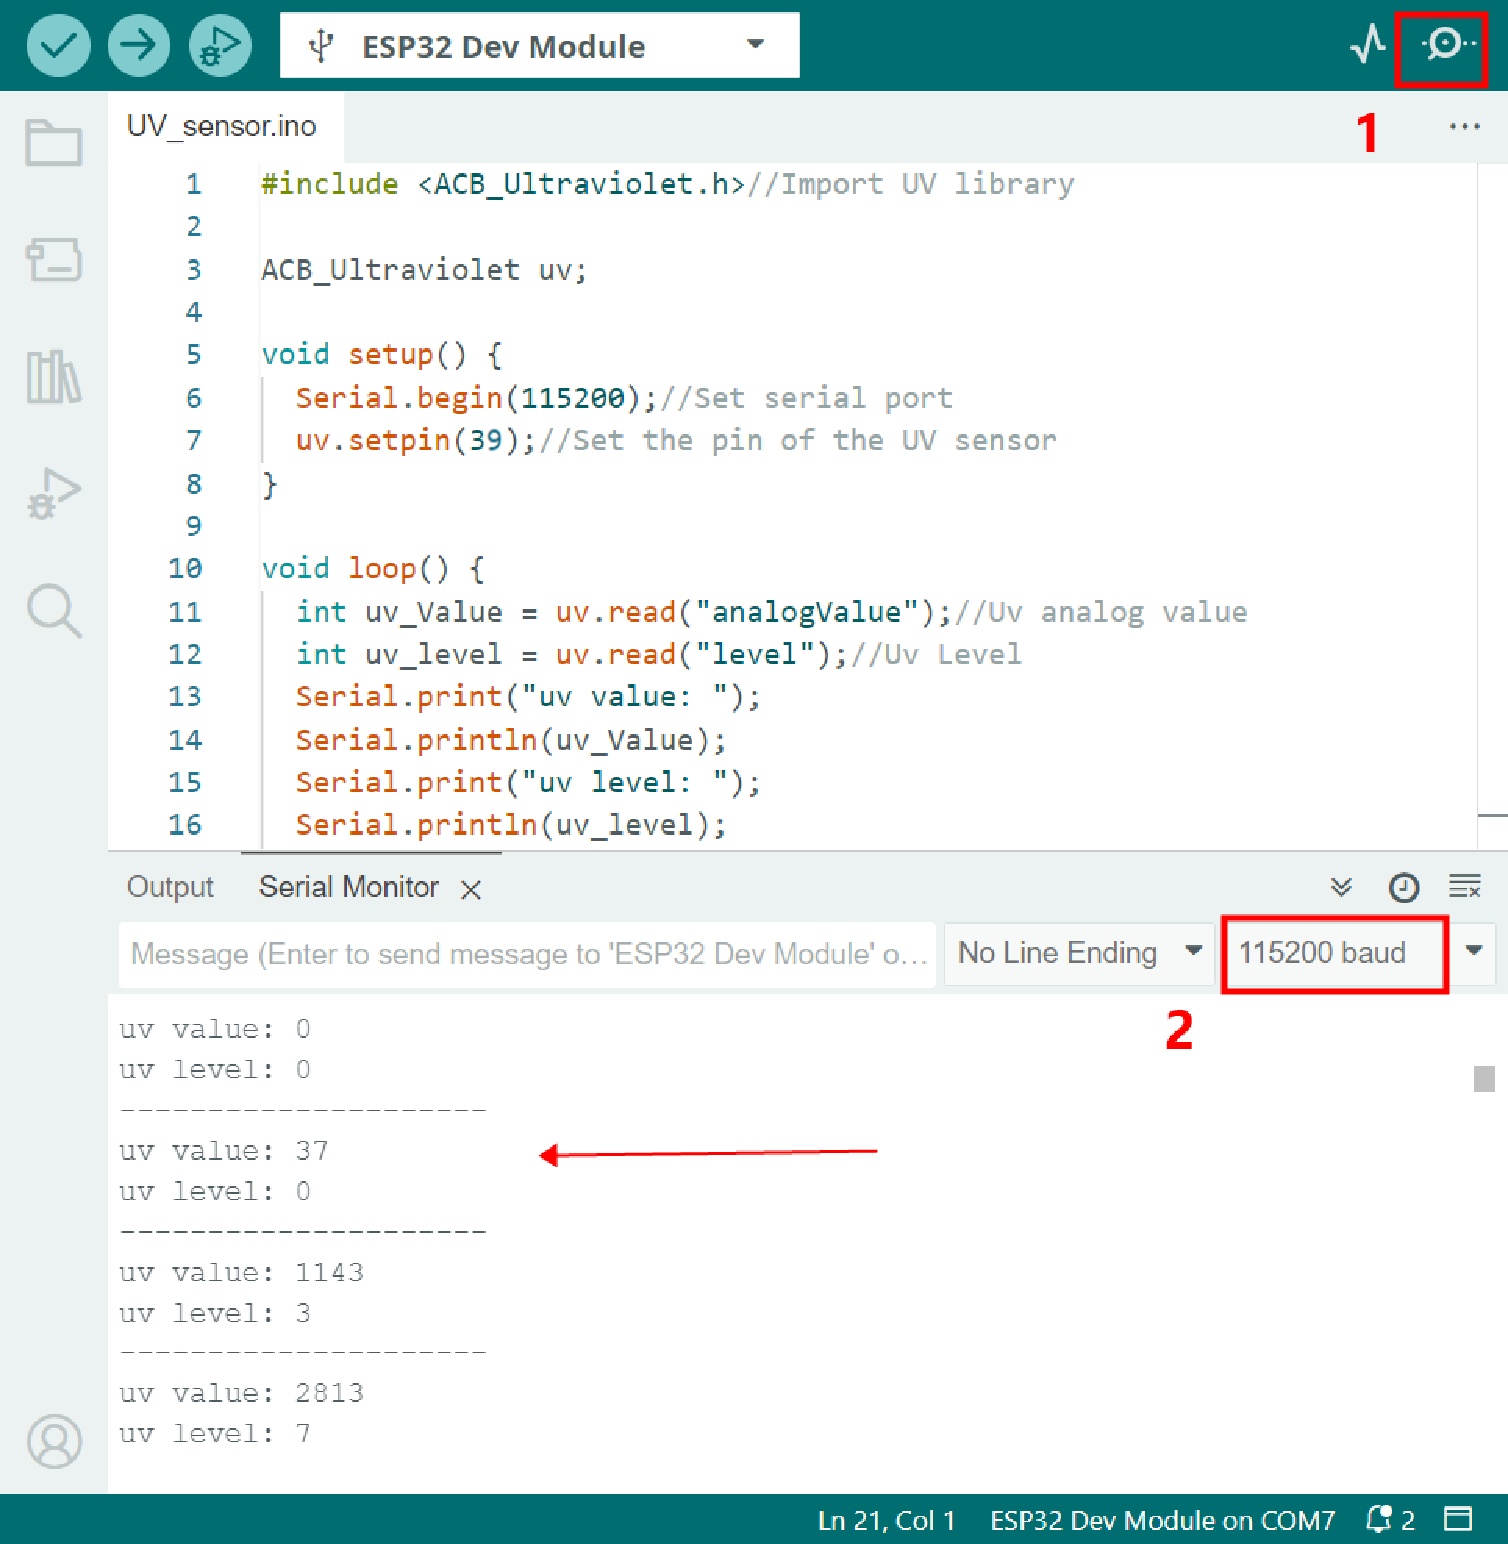 ESP32 Dev Module
UV_sensor.ino
1
...
1 #include <ACB_Ultraviolet.h>//Import UV library
2
3 ACB_Ultraviolet uv;
4
5 void setup() {
6 Serial.begin(115200);//Set serial port
7 uv.setpin(39);//Set the pin of the UV sensor
8 }
9
10 void loop() {
11 int uv_Value = uv.read("analogValue");//Uv analog value
12 int uv_level = uv.read("level");//Uv Level
13 Serial.print("uv value: ");
14 Serial.println(uv_Value);
15 Serial.print("uv level: ");
16 Serial.println(uv_level);
Output Serial Monitor
Message (Enter to send message to 'ESP32 Dev Module' o... No Line Ending 115200 baud
2
uv value: 0
uv level: 0
---------------------
uv value: 37
uv level: 0
---------------------
uv value: 1143
uv level: 3
---------------------
uv value: 2813
uv level: 7
Ln 21, Col 1 ESP32 Dev Module on COM7 2